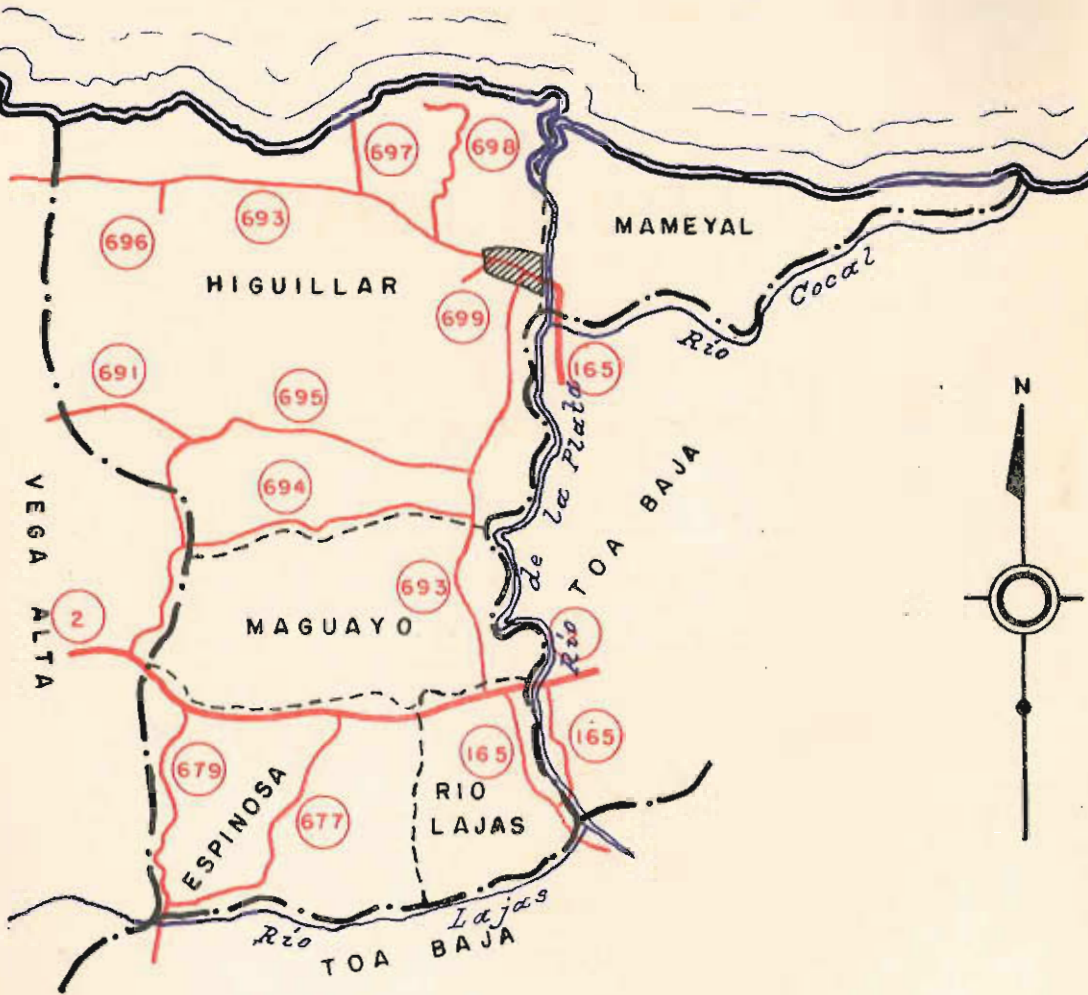 697
698
693
696
MAMEYAL
HIGUILLAR
Río Cocal
699
165
691
695
694
VEGA ALTA
Río de la Plata
TOA BAJA
693
2
MAGUAYO
N
679
165
165
ESPINOSA
677
RIO
LAJAS
Río Lajas
TOA BAJA